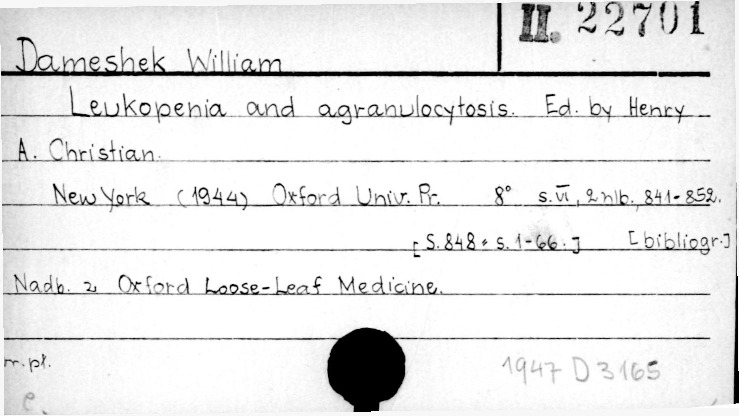 II. 22701
Dameshek William
Leukopenia and agranulocytosis. Ed. by Henry
A. Christian.
New York (1944) Oxford Univ. Pr. 8° s. VI, 2 nlb., 841-852.
[S. 848 = s. 1-66.] [bibliogr.]
Nadb. z Oxford Loose-Leaf Medicine.
m.pł.
1947 D 3165
e.